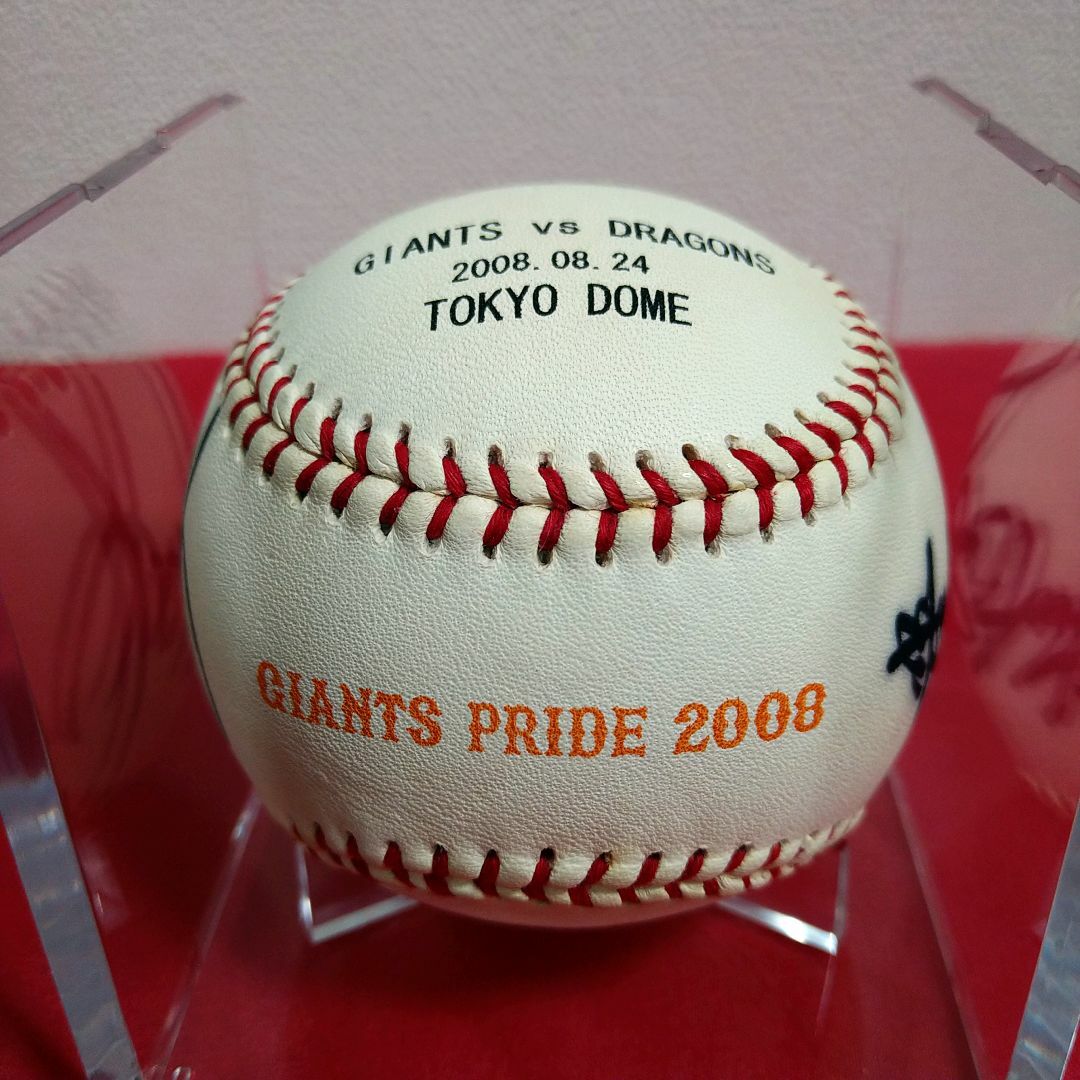 GIANTS vs DRAGONS
2008.08.24
TOKYO DOME
GIANTS PRIDE 2008